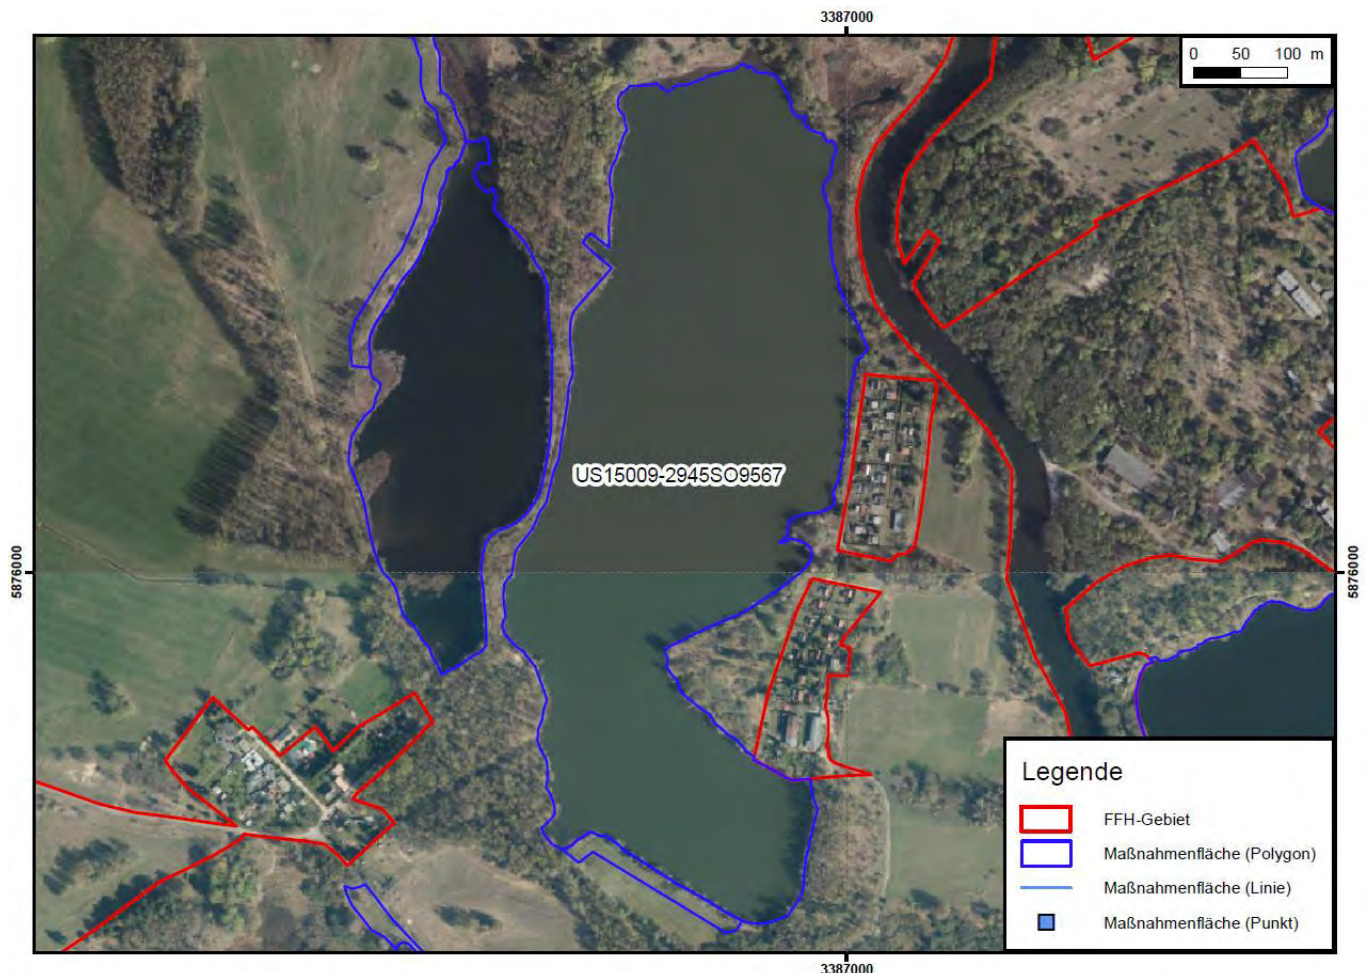 3387000
0 50 100 m
US15009-2945SO9567
5876000
5876000
Legende
FFH-Gebiet
Maßnahmenfläche (Polygon)
Maßnahmenfläche (Linie)
Maßnahmenfläche (Punkt)
3387000